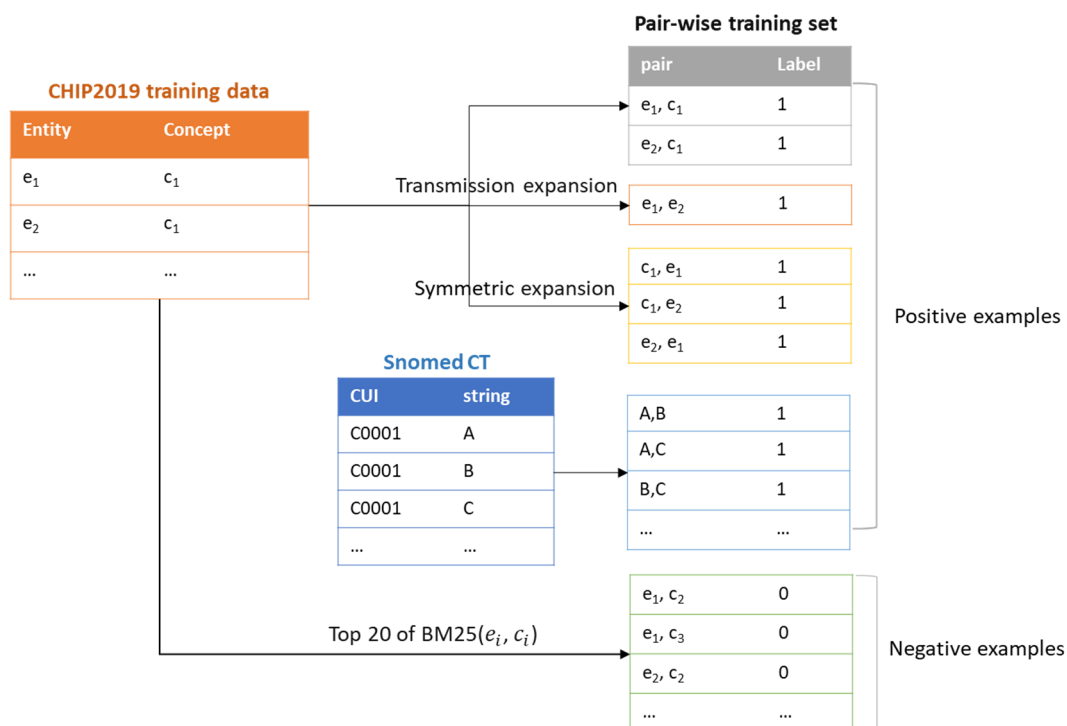 Pair-wise training set
pair Label
e₁, c₁ 1
e₂, c₁ 1
CHIP2019 training data
Entity Concept
e₁ c₁
e₂ c₁
... ...
Transmission expansion
e₁, e₂ 1
Symmetric expansion
c₁, e₁ 1
c₁, e₂ 1
e₂, e₁ 1
Positive examples
Snomed CT
CUI string
C0001 A
C0001 B
C0001 C
... ...
A,B 1
A,C 1
B,C 1
... ...
Top 20 of BM25(eᵢ, cᵢ)
e₁, c₂ 0
e₁, c₃ 0
e₂, c₂ 0
... ...
Negative examples